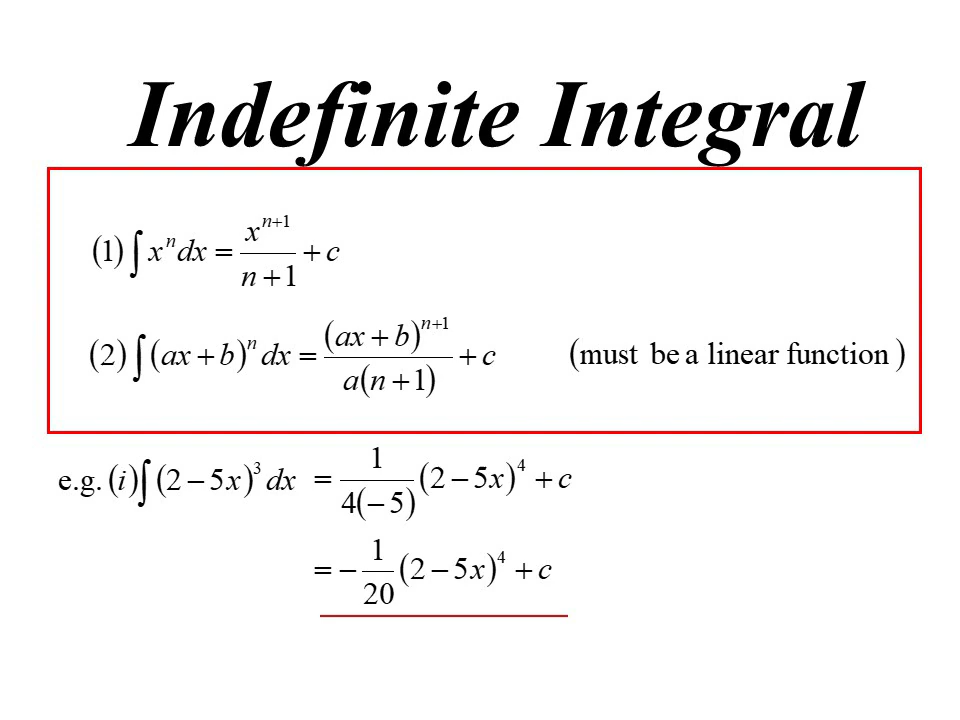 Indefinite Integral
(1) ∫ xⁿ dx = xⁿ⁺¹/(n + 1) + c
(2) ∫ (ax + b)ⁿ dx = (ax + b)ⁿ⁺¹/a(n + 1) + c (must be a linear function)
e.g. (i) ∫ (2 − 5x)³ dx = 1/4(− 5) (2 − 5x)⁴ + c
= − 1/20 (2 − 5x)⁴ + c